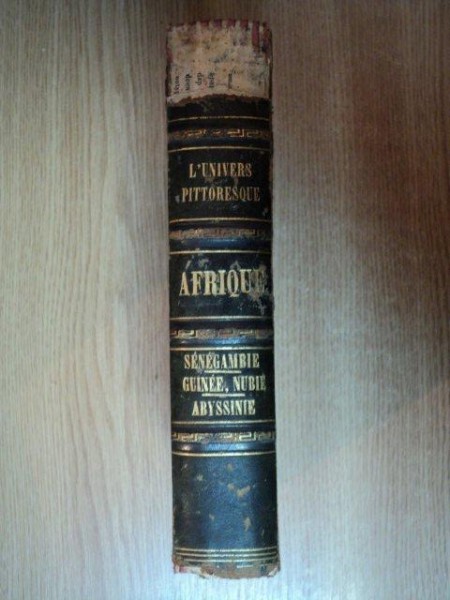 L'UNIVERS
PITTORESQUE
AFRIQUE
SÉNÉGAMBIE
GUINÉE, NUBIE
ABYSSINIE